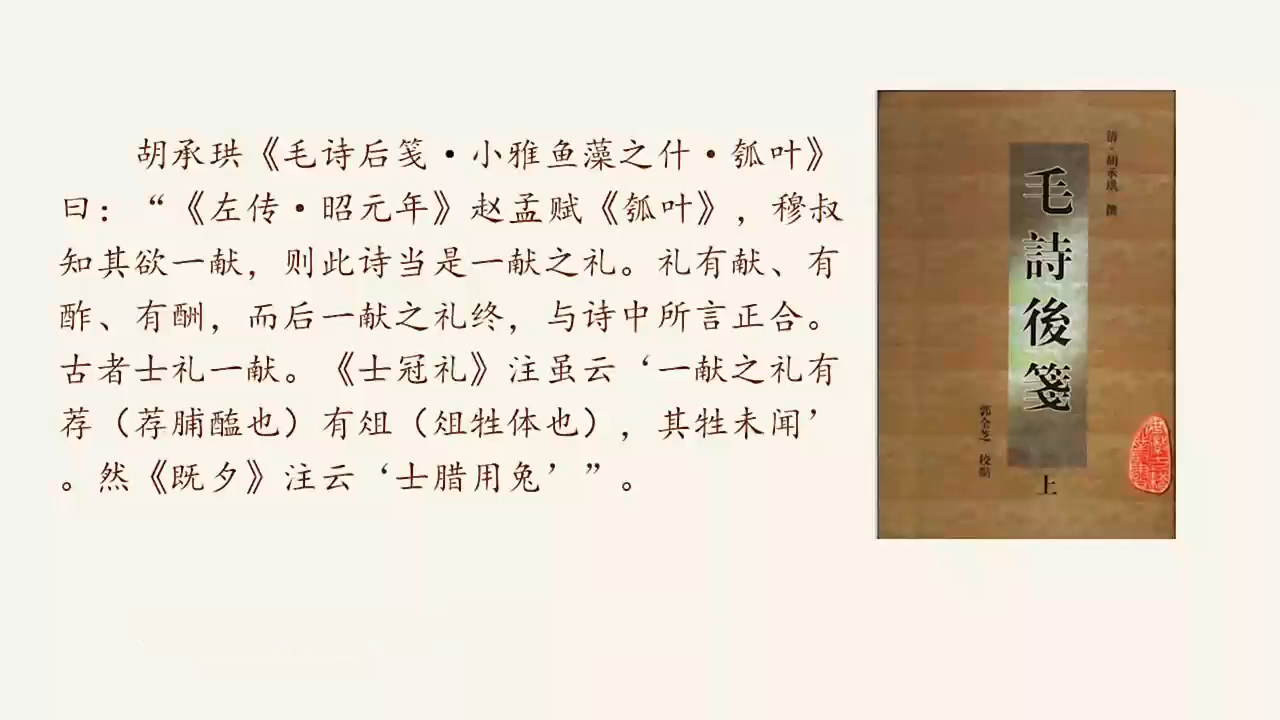 胡承珙《毛诗后笺·小雅鱼藻之什·瓠叶》
曰：“《左传·昭元年》赵孟赋《瓠叶》，穆叔
知其欲一献，则此诗当是一献之礼。礼有献、有
酢、有酬，而后一献之礼终，与诗中所言正合。
古者士礼一献。《士冠礼》注虽云‘一献之礼有
荐（荐脯醢也）有俎（俎牲体也），其牲未闻’
。然《既夕》注云‘士腊用兔’”。
清·胡承珙 撰
毛詩後箋
上
郭全芝 校點